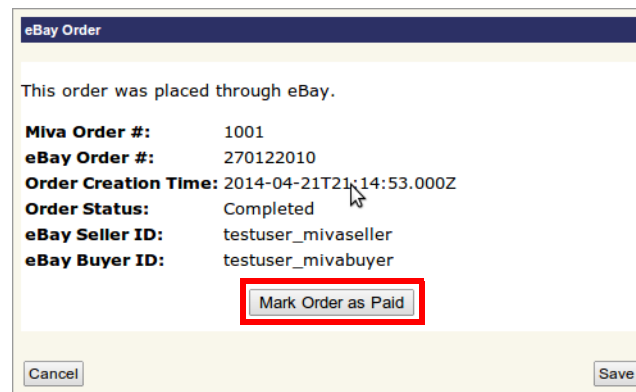 eBay Order
This order was placed through eBay.
Miva Order #: 1001
eBay Order #: 270122010
Order Creation Time: 2014-04-21T21:14:53.000Z
Order Status: Completed
eBay Seller ID: testuser_mivaseller
eBay Buyer ID: testuser_mivabuyer
Mark Order as Paid
Cancel Save